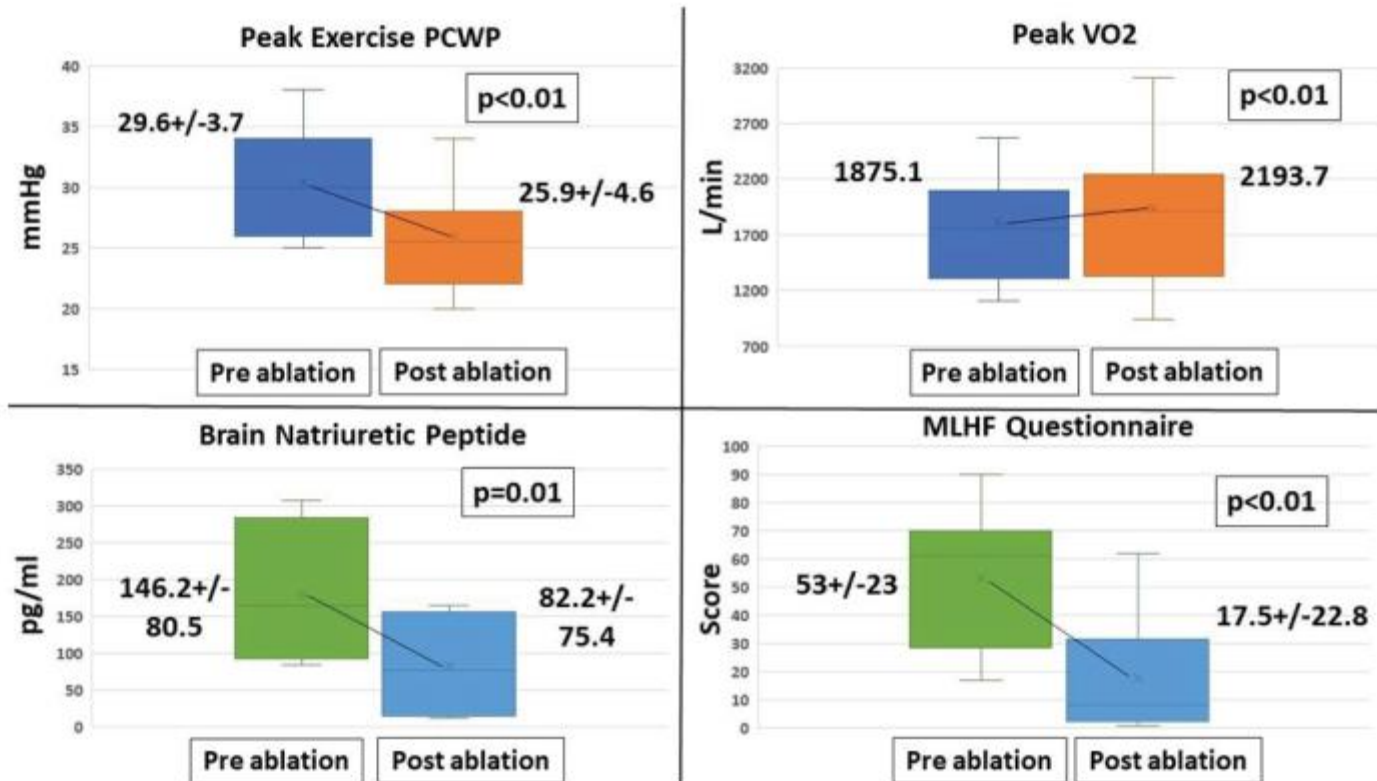 Peak Exercise PCWP
40
35
30
25
20
15
mmHg
29.6+/-3.7
p<0.01
25.9+/-4.6
Pre ablation
Post ablation
Peak VO2
3200
2700
2200
1700
1200
700
L/min
p<0.01
1875.1
2193.7
Pre ablation
Post ablation
Brain Natriuretic Peptide
350
300
250
200
150
100
50
0
pg/ml
p=0.01
146.2+/-
80.5
82.2+/-
75.4
Pre ablation
Post ablation
MLHF Questionnaire
100
90
80
70
60
50
40
30
20
10
0
Score
p<0.01
53+/-23
17.5+/-22.8
Pre ablation
Post ablation